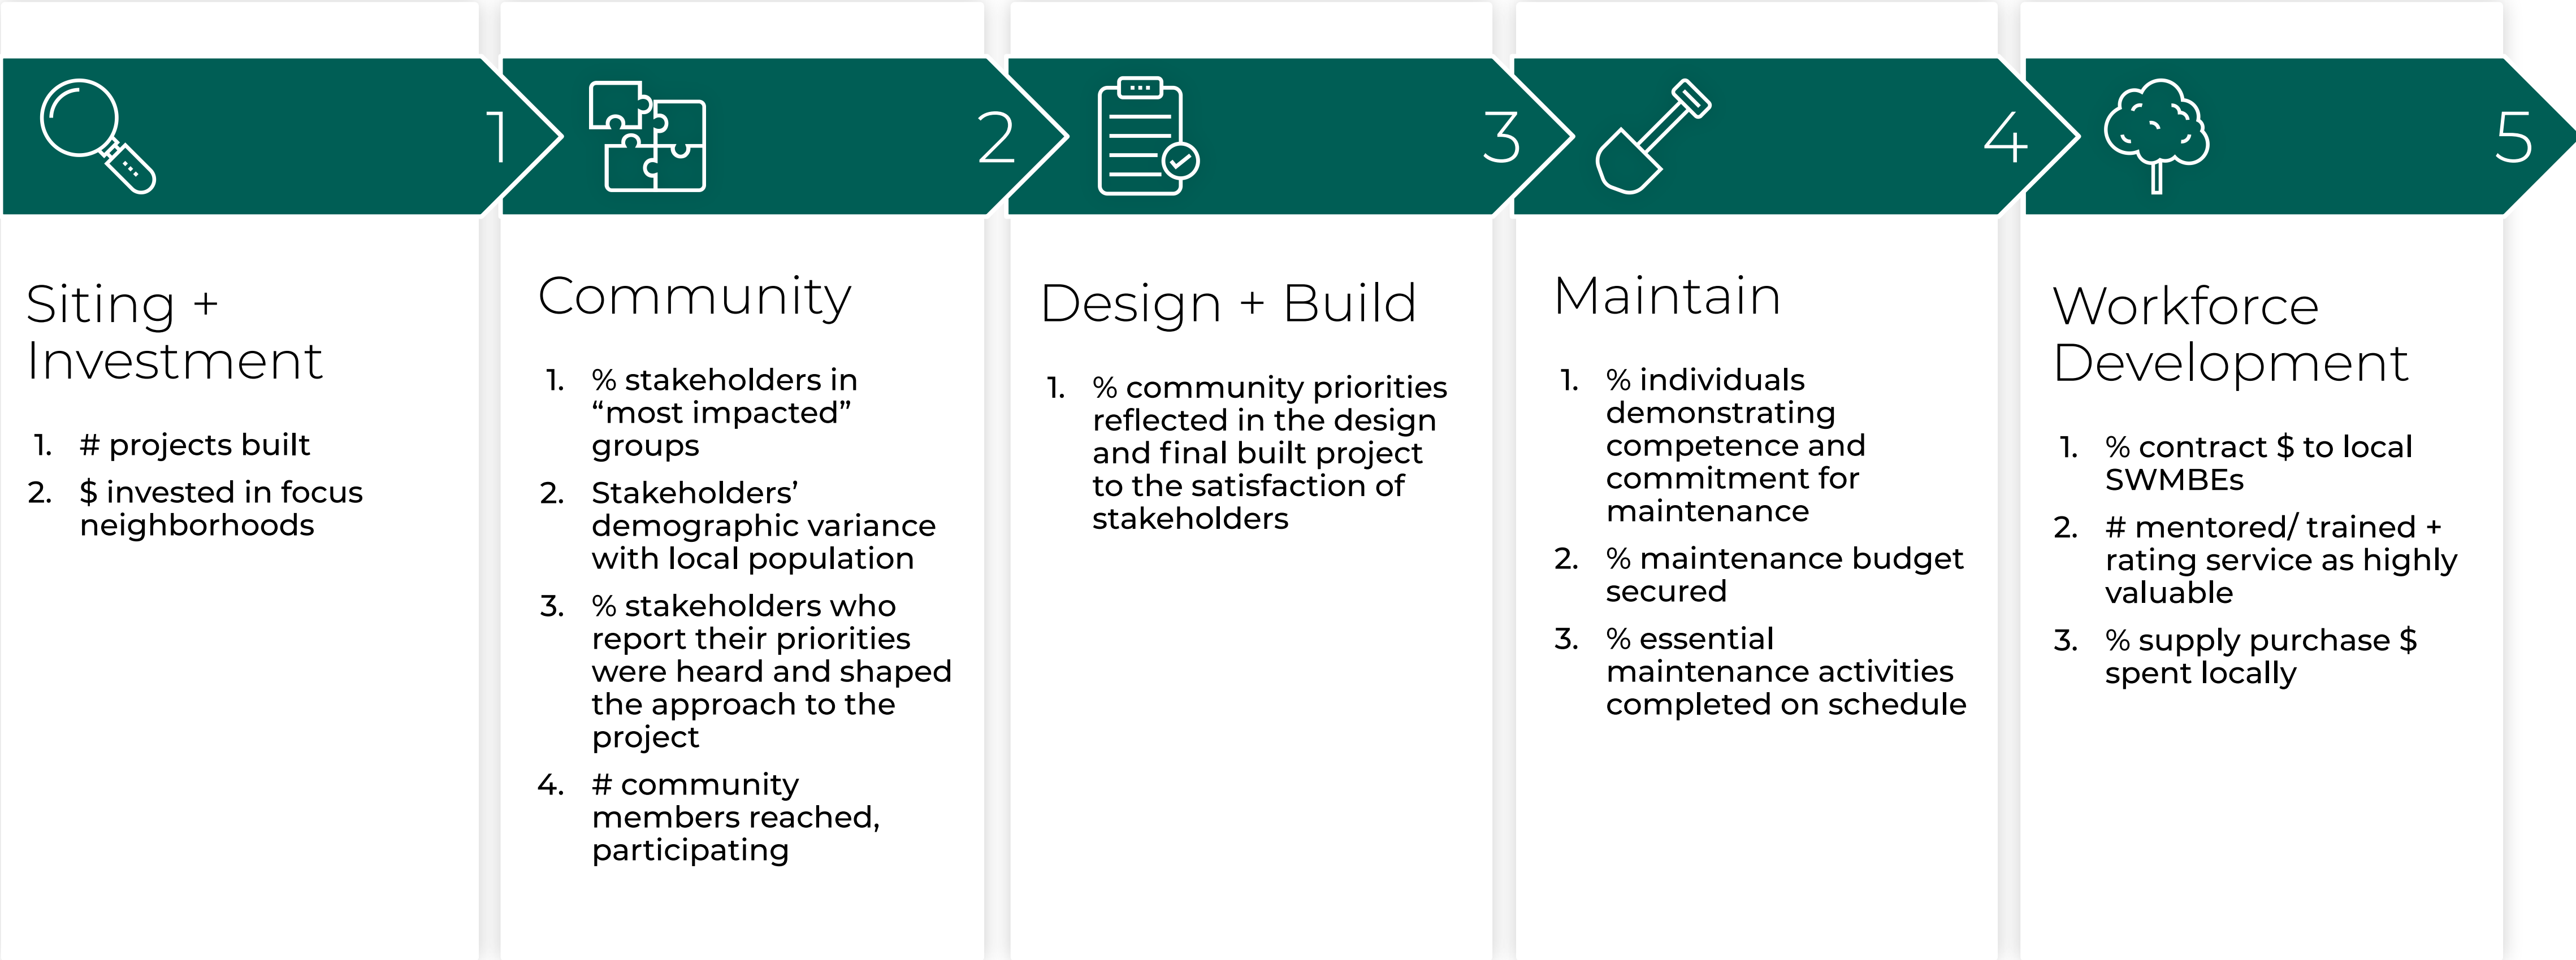 1
2
3
4
5
Siting +
Investment
1. # projects built
2. $ invested in focus
neighborhoods
Community
1. % stakeholders in
“most impacted”
groups
2. Stakeholders’
demographic variance
with local population
3. % stakeholders who
report their priorities
were heard and shaped
the approach to the
project
4. # community
members reached,
participating
Design + Build
1. % community priorities
reflected in the design
and final built project
to the satisfaction of
stakeholders
Maintain
1. % individuals
demonstrating
competence and
commitment for
maintenance
2. % maintenance budget
secured
3. % essential
maintenance activities
completed on schedule
Workforce
Development
1. % contract $ to local
SWMBEs
2. # mentored/ trained +
rating service as highly
valuable
3. % supply purchase $
spent locally